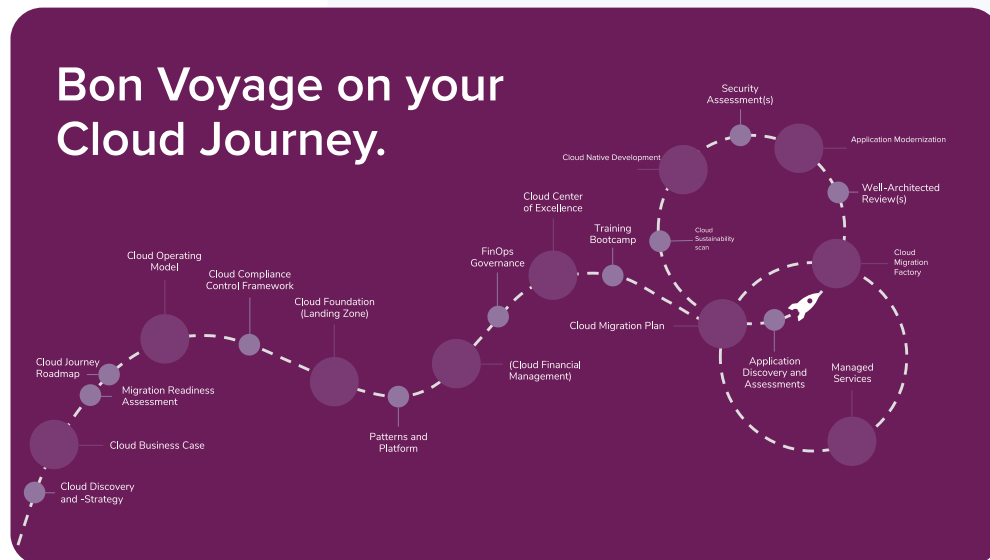 Bon Voyage on your
Cloud Journey.
Security
Assessment(s)
Application Modernization
Cloud Native Development
Well-Architected
Review(s)
Cloud Center
of Excellence
Training
Bootcamp
Cloud
Sustainability
scan
FinOps
Governance
Cloud
Migration
Factory
Cloud Operating
Model
Cloud Compliance
Control Framework
Cloud Foundation
(Landing Zone)
Cloud Migration Plan
Application
Discovery and
Assessments
Managed
Services
Cloud Journey
Roadmap
(Cloud Financial
Management)
Migration Readiness
Assessment
Patterns and
Platform
Cloud Business Case
Cloud Discovery
and -Strategy